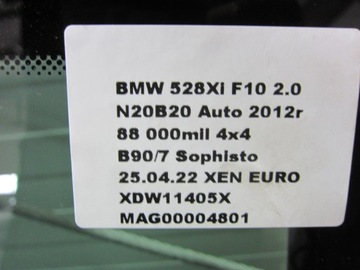 BMW 528Xi F10 2.0
N20B20 Auto 2012r
88 000mil 4x4
B90/7 Sophisto
25.04.22 XEN EURO
XDW11405X
MAG00004801